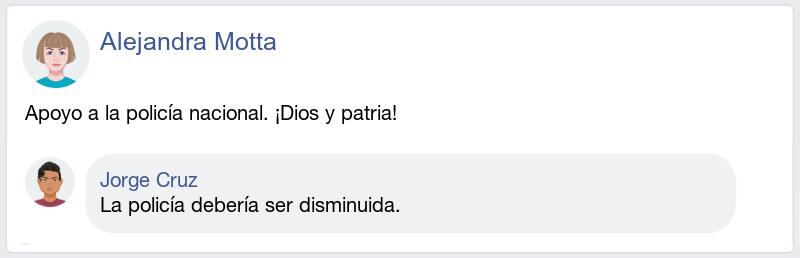 Alejandra Motta
Apoyo a la policía nacional. ¡Dios y patria!
Jorge Cruz
La policía debería ser disminuida.